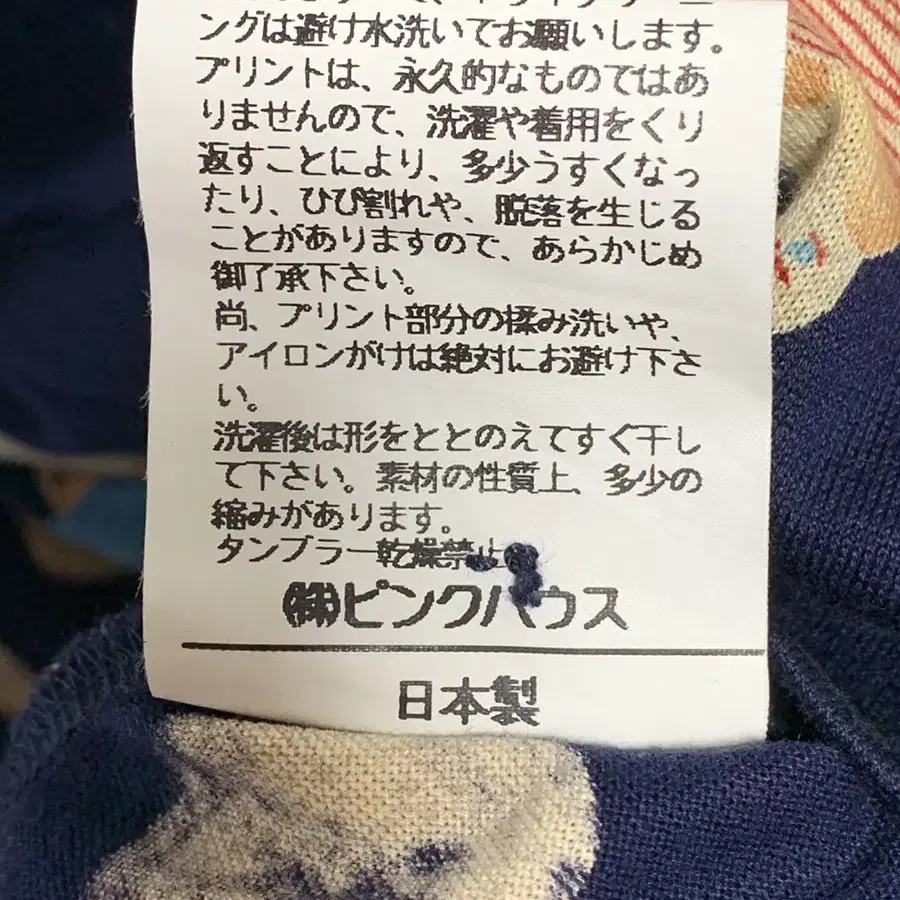 ングは避け水洗いてお願いします。
プリントは、永久的なものではあ
りませんので、洗濯や着用をくり
返すことにより、多少うすくなっ
たり、ひび割れや、脱落を生じる
ことがありますので、あらかじめ
御了承下さい。
尚、プリント部分の揉み洗いや、
アイロンがけは絶対にお避け下さ
い。
洗濯後は形をととのえてすぐ干し
て下さい。素材の性質上、多少の
縮みがあります。
タンブラー乾燥禁止
㈱ピンクハウス
日本製